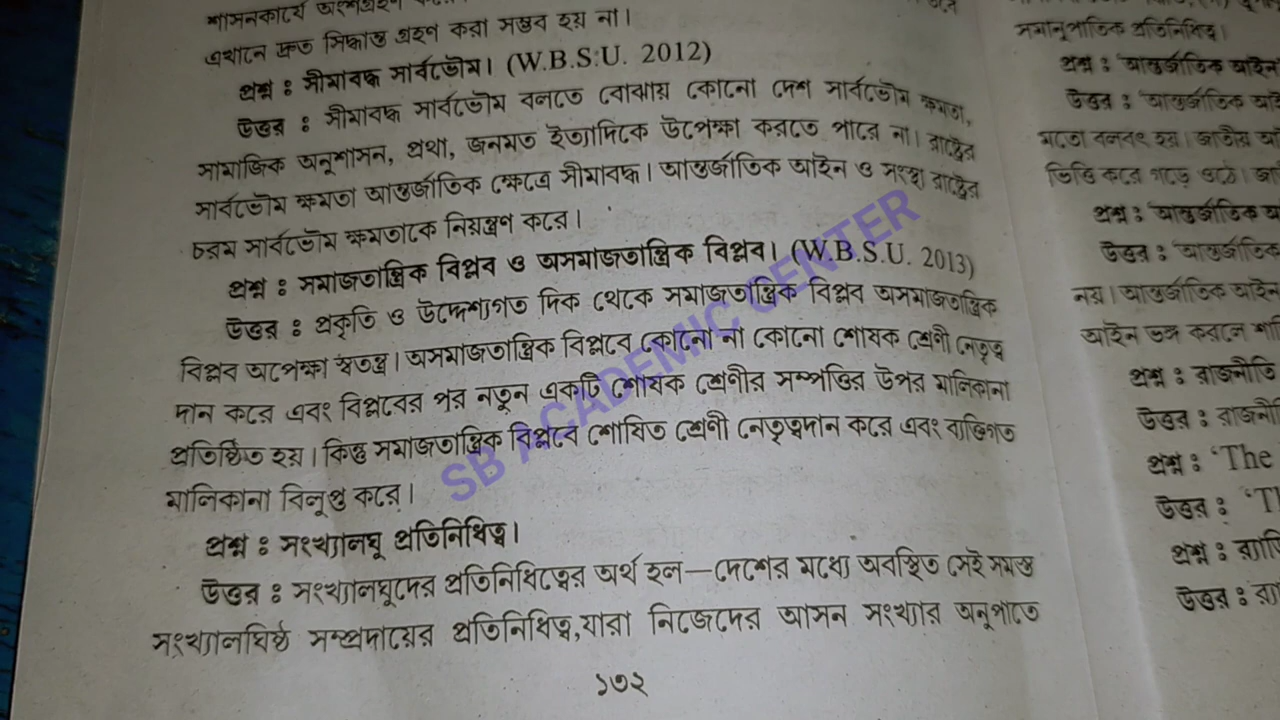 শাসনকার্যে অংশগ্রহণ
এখানে দ্রুত সিদ্ধান্ত গ্রহণ করা সম্ভব হয় না।
প্রশ্ন : সীমাবদ্ধ সার্বভৌম। (W.B.S.U. 2012)
উত্তর : সীমাবদ্ধ সার্বভৌম বলতে বোঝায় কোনো দেশ সার্বভৌম ক্ষমতা,
সামাজিক অনুশাসন, প্রথা, জনমত ইত্যাদিকে উপেক্ষা করতে পারে না। রাষ্ট্রের
সার্বভৌম ক্ষমতা আন্তর্জাতিক ক্ষেত্রে সীমাবদ্ধ। আন্তর্জাতিক আইন ও সংস্থা রাষ্ট্রের
চরম সার্বভৌম ক্ষমতাকে নিয়ন্ত্রণ করে।
প্রশ্ন : সমাজতান্ত্রিক বিপ্লব ও অসমাজতান্ত্রিক বিপ্লব। (W.B.S.U. 2013)
উত্তর : প্রকৃতি ও উদ্দেশ্যগত দিক থেকে সমাজতান্ত্রিক বিপ্লব অসমাজতান্ত্রিক
বিপ্লব অপেক্ষা স্বতন্ত্র। অসমাজতান্ত্রিক বিপ্লবে কোনো না কোনো শোষক শ্রেণী নেতৃত্ব
দান করে এবং বিপ্লবের পর নতুন একটি শোষক শ্রেণীর সম্পত্তির উপর মালিকানা
প্রতিষ্ঠিত হয়। কিন্তু সমাজতান্ত্রিক বিপ্লবে শোষিত শ্রেণী নেতৃত্বদান করে এবং ব্যক্তিগত
মালিকানা বিলুপ্ত করে।
প্রশ্ন : সংখ্যালঘু প্রতিনিধিত্ব।
উত্তর : সংখ্যালঘুদের প্রতিনিধিত্বের অর্থ হল—দেশের মধ্যে অবস্থিত সেই সমস্ত
সংখ্যালঘিষ্ঠ সম্প্রদায়ের প্রতিনিধিত্ব,যারা নিজেদের আসন সংখ্যার অনুপাতে
১৭২
SB ACADEMIC CENTER
সমানুপাতিক প্রতিনিধিত্ব।
প্রশ্ন : 'আন্তর্জাতিক আইন
উত্তর : 'আন্তর্জাতিক
মতো বলবৎ হয়। জাতীয়
ভিত্তি করে গড়ে ওঠে।
প্রশ্ন : 'আন্তর্জাতিক
উত্তর : 'আন্তর্জাতিক
নয়। আন্তর্জাতিক আইন
আইন ভঙ্গ করলে
প্রশ্ন : রাজনীতি
উত্তর :
প্রশ্ন : 'The
উত্তর :
প্রশ্ন :
উত্তর :